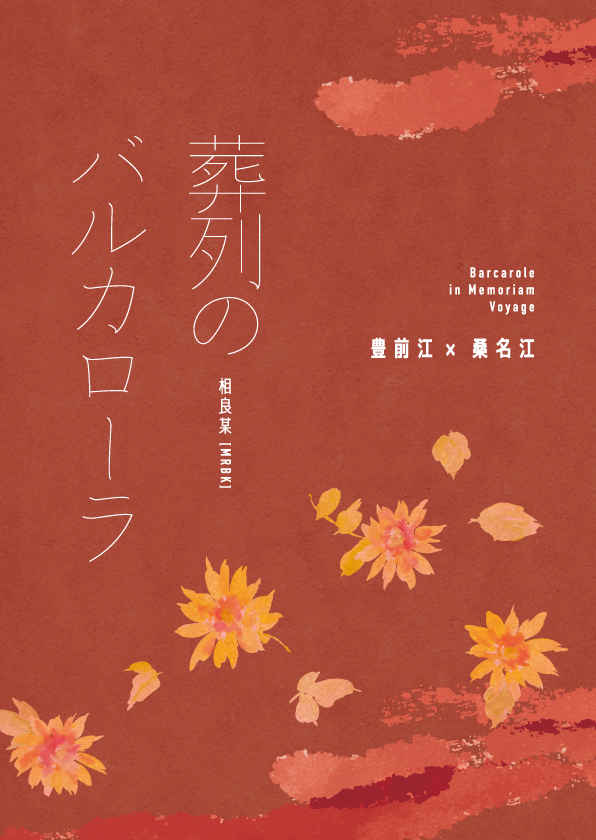 葬列の
バルカローラ
相良某 [MRBK]
Barcarole
in Memoriam
Voyage
豊前江 × 桑名江